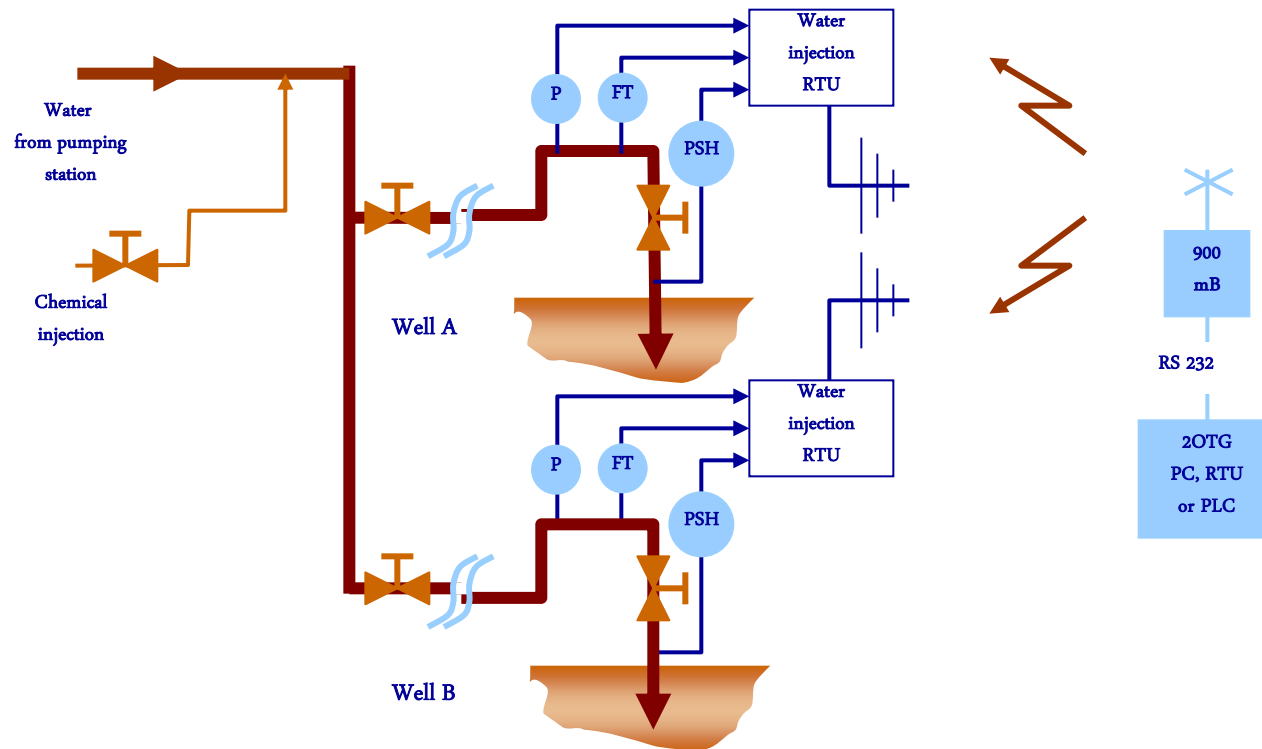 Water
from pumping
station
Chemical
injection
Well A
P
FT
PSH
Water
injection
RTU
Well B
P
FT
PSH
Water
injection
RTU
900
mB
RS 232
2OTG
PC, RTU
or PLC